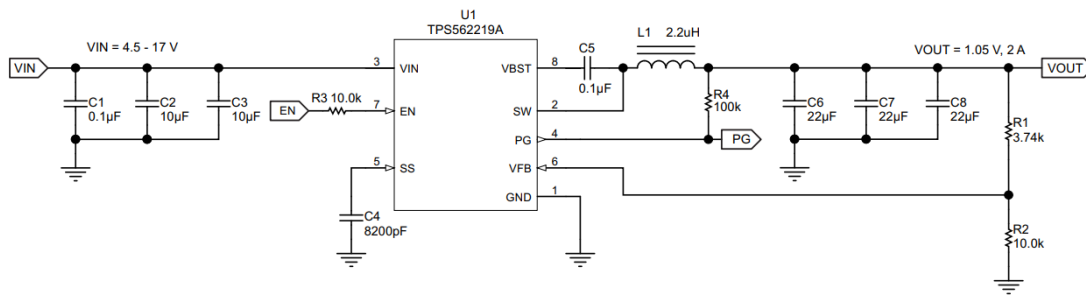 U1
TPS562219A
VIN = 4.5 - 17 V
VIN
C1
0.1µF
C2
10µF
C3
10µF
EN
R3 10.0k
3
VIN
7
EN
5
SS
C4
8200pF
VBST
8
SW
2
PG
4
VFB
6
GND
1
C5
0.1µF
L1 2.2uH
R4
100k
PG
VOUT = 1.05 V, 2 A
VOUT
C6
22µF
C7
22µF
C8
22µF
R1
3.74k
R2
10.0k